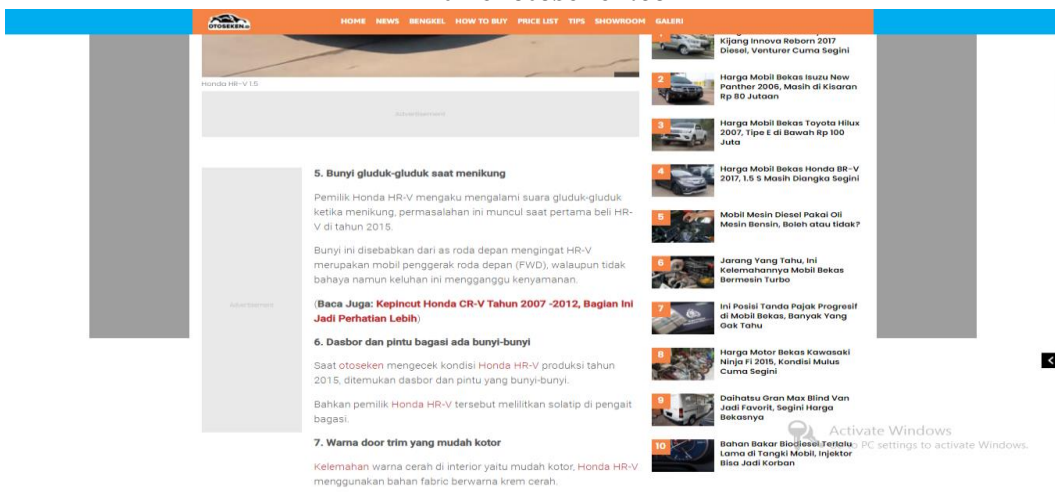 OTOSEKEN.ID
HOME NEWS BENGKEL HOW TO BUY PRICE LIST TIPS SHOWROOM GALERI
Honda HR-V 1.5
Advertisement
Advertisement
5. Bunyi gluduk-gluduk saat menikung
Pemilik Honda HR-V mengaku mengalami suara gluduk-gluduk
ketika menikung, permasalahan ini muncul saat pertama beli HR-
V di tahun 2015.
Bunyi ini disebabkan dari as roda depan mengingat HR-V
merupakan mobil penggerak roda depan (FWD), walaupun tidak
bahaya namun keluhan ini mengganggu kenyamanan.
(Baca Juga: Kepincut Honda CR-V Tahun 2007 -2012, Bagian Ini
Jadi Perhatian Lebih)
6. Dasbor dan pintu bagasi ada bunyi-bunyi
Saat otoseken mengecek kondisi Honda HR-V produksi tahun
2015, ditemukan dasbor dan pintu yang bunyi-bunyi.
Bahkan pemilik Honda HR-V tersebut melilitkan solatip di pengait
bagasi.
7. Warna door trim yang mudah kotor
Kelemahan warna cerah di interior yaitu mudah kotor, Honda HR-V
menggunakan bahan fabric berwarna krem cerah.
Kijang Innova Reborn 2017
Diesel, Venturer Cuma Segini
2
Harga Mobil Bekas Isuzu New
Panther 2006, Masih di Kisaran
Rp 80 Jutaan
3
Harga Mobil Bekas Toyota Hilux
2007, Tipe E di Bawah Rp 100
Juta
4
Harga Mobil Bekas Honda BR-V
2017, 1.5 S Masih Diangka Segini
5
Mobil Mesin Diesel Pakai Oli
Mesin Bensin, Boleh atau tidak?
6
Jarang Yang Tahu, Ini
Kelemahannya Mobil Bekas
Bermesin Turbo
7
Ini Posisi Tanda Pajak Progresif
di Mobil Bekas, Banyak Yang
Gak Tahu
8
Harga Motor Bekas Kawasaki
Ninja Fi 2015, Kondisi Mulus
Cuma Segini
9
Daihatsu Gran Max Blind Van
Jadi Favorit, Segini Harga
Bekasnya
10
Bahan Bakar Biodiesel Terlalu
Lama di Tangki Mobil, Injektor
Bisa Jadi Korban
Activate Windows
PC settings to activate Windows.